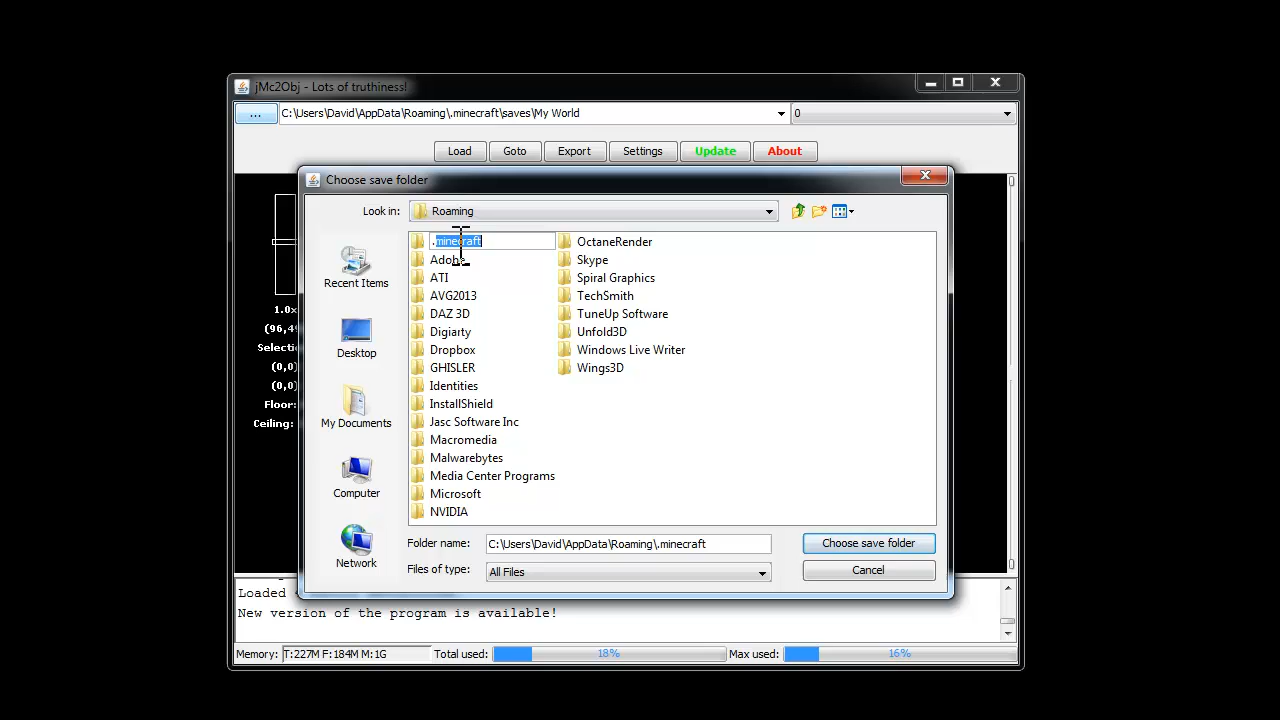 jMc2Obj - Lots of truthiness!
... C:\Users\David\AppData\Roaming\.minecraft\saves\My World 0
Load Goto Export Settings Update About
Choose save folder
Look in: Roaming
.minecraft
Adobe
ATI
AVG2013
DAZ 3D
Digiarty
Dropbox
GHISLER
Identities
InstallShield
Jasc Software Inc
Macromedia
Malwarebytes
Media Center Programs
Microsoft
NVIDIA
OctaneRender
Skype
Spiral Graphics
TechSmith
TuneUp Software
Unfold3D
Windows Live Writer
Wings3D
Recent Items
Desktop
My Documents
Computer
Network
1.0x
(96,4
Selecti
(0,0)
(0,0)
Floor:
Ceiling:
Folder name: C:\Users\David\AppData\Roaming\.minecraft
Choose save folder
Files of type: All Files
Cancel
Loaded
New version of the program is available!
Memory: T:227M F:184M M:1G Total used: 18% Max used: 16%